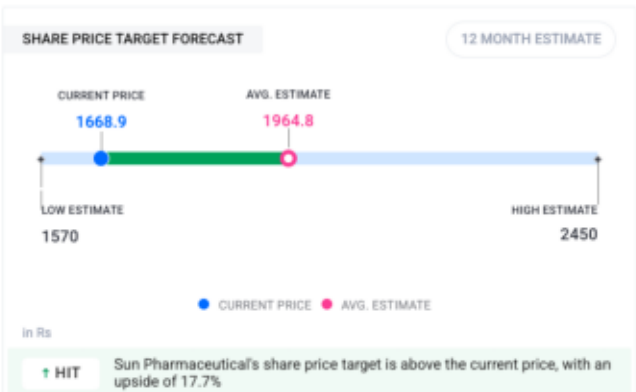 SHARE PRICE TARGET FORECAST
12 MONTH ESTIMATE
CURRENT PRICE
AVG. ESTIMATE
1668.9
1964.8
LOW ESTIMATE
HIGH ESTIMATE
1570
2450
CURRENT PRICE
AVG. ESTIMATE
in Rs
↑ HIT
Sun Pharmaceutical's share price target is above the current price, with an
upside of 17.7%